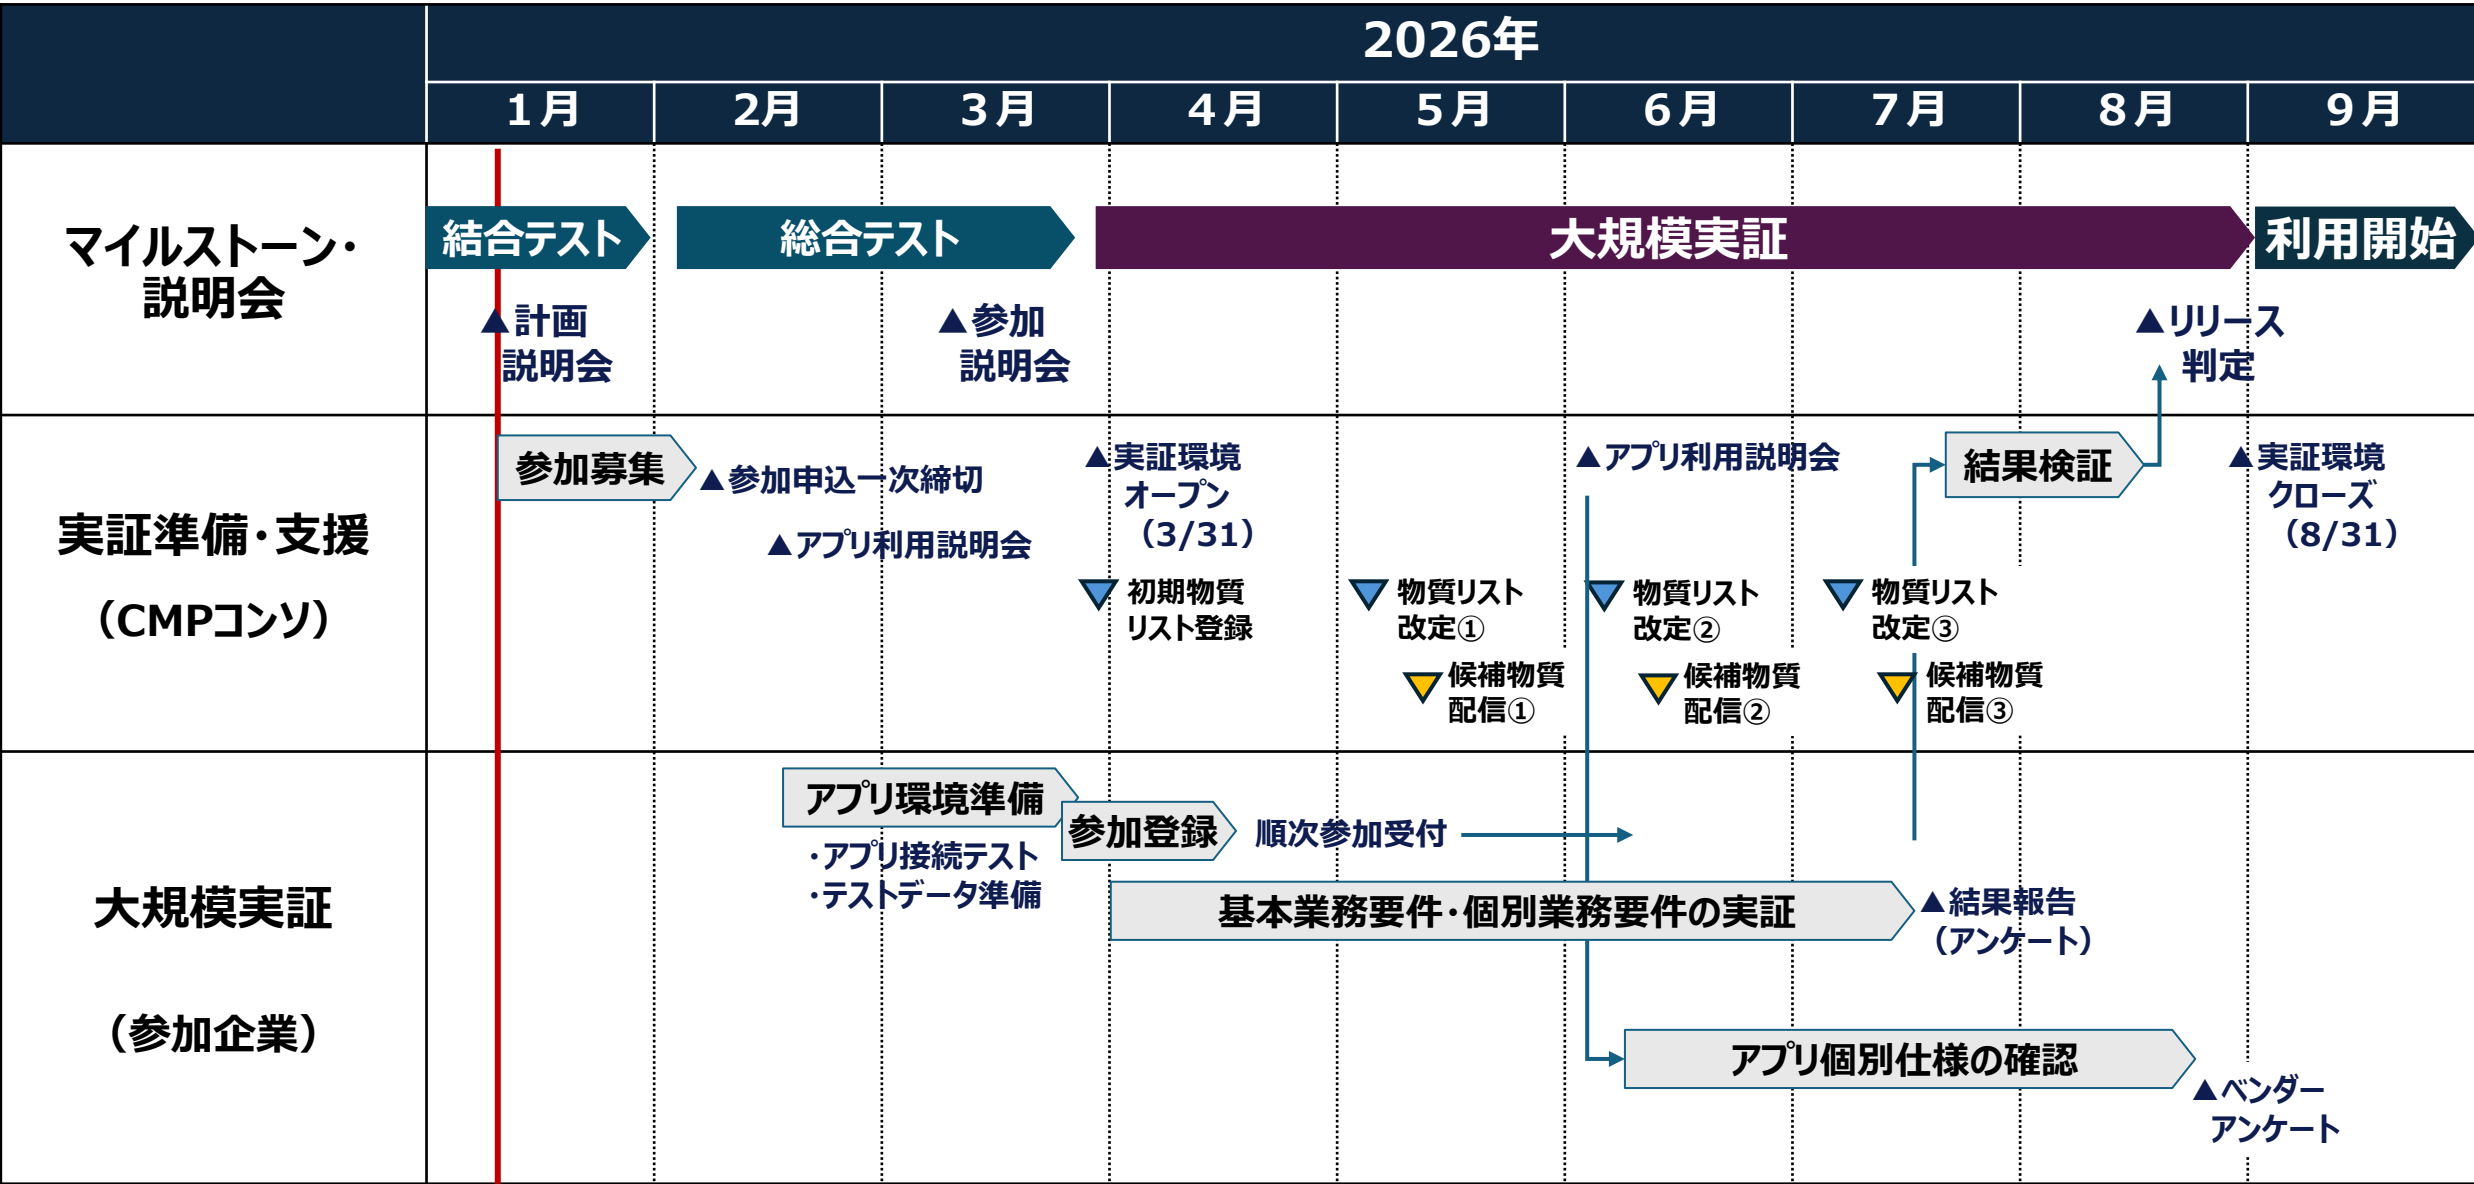 2026年
1月
2月
3月
4月
5月
6月
7月
8月
9月
マイルストーン・
説明会
結合テスト
総合テスト
大規模実証
利用開始
▲計画
説明会
▲参加
説明会
▲リリース
判定
実証準備・支援
（CMPコンソ）
参加募集
▲参加申込一次締切
▲アプリ利用説明会
▲実証環境
オープン
（3/31）
▲アプリ利用説明会
結果検証
▲実証環境
クローズ
（8/31）
初期物質
リスト登録
物質リスト
改定①
物質リスト
改定②
物質リスト
改定③
候補物質
配信①
候補物質
配信②
候補物質
配信③
大規模実証
（参加企業）
アプリ環境準備
・アプリ接続テスト
・テストデータ準備
参加登録
順次参加受付
基本業務要件・個別業務要件の実証
▲結果報告
（アンケート）
アプリ個別仕様の確認
▲ベンダー
アンケート